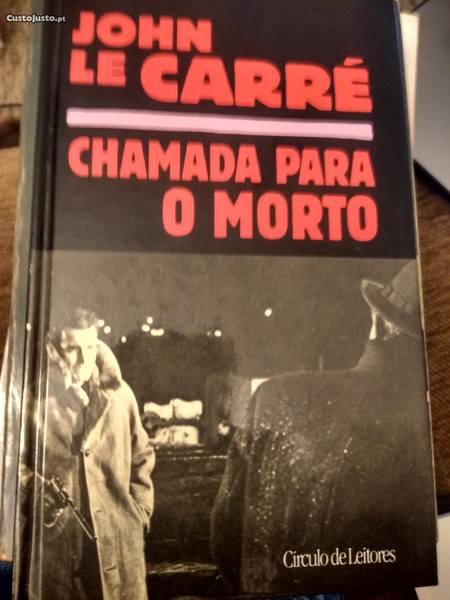 CustoJusto.pt
JOHN
LE CARRÉ
CHAMADA PARA
O MORTO
Círculo de Leitores